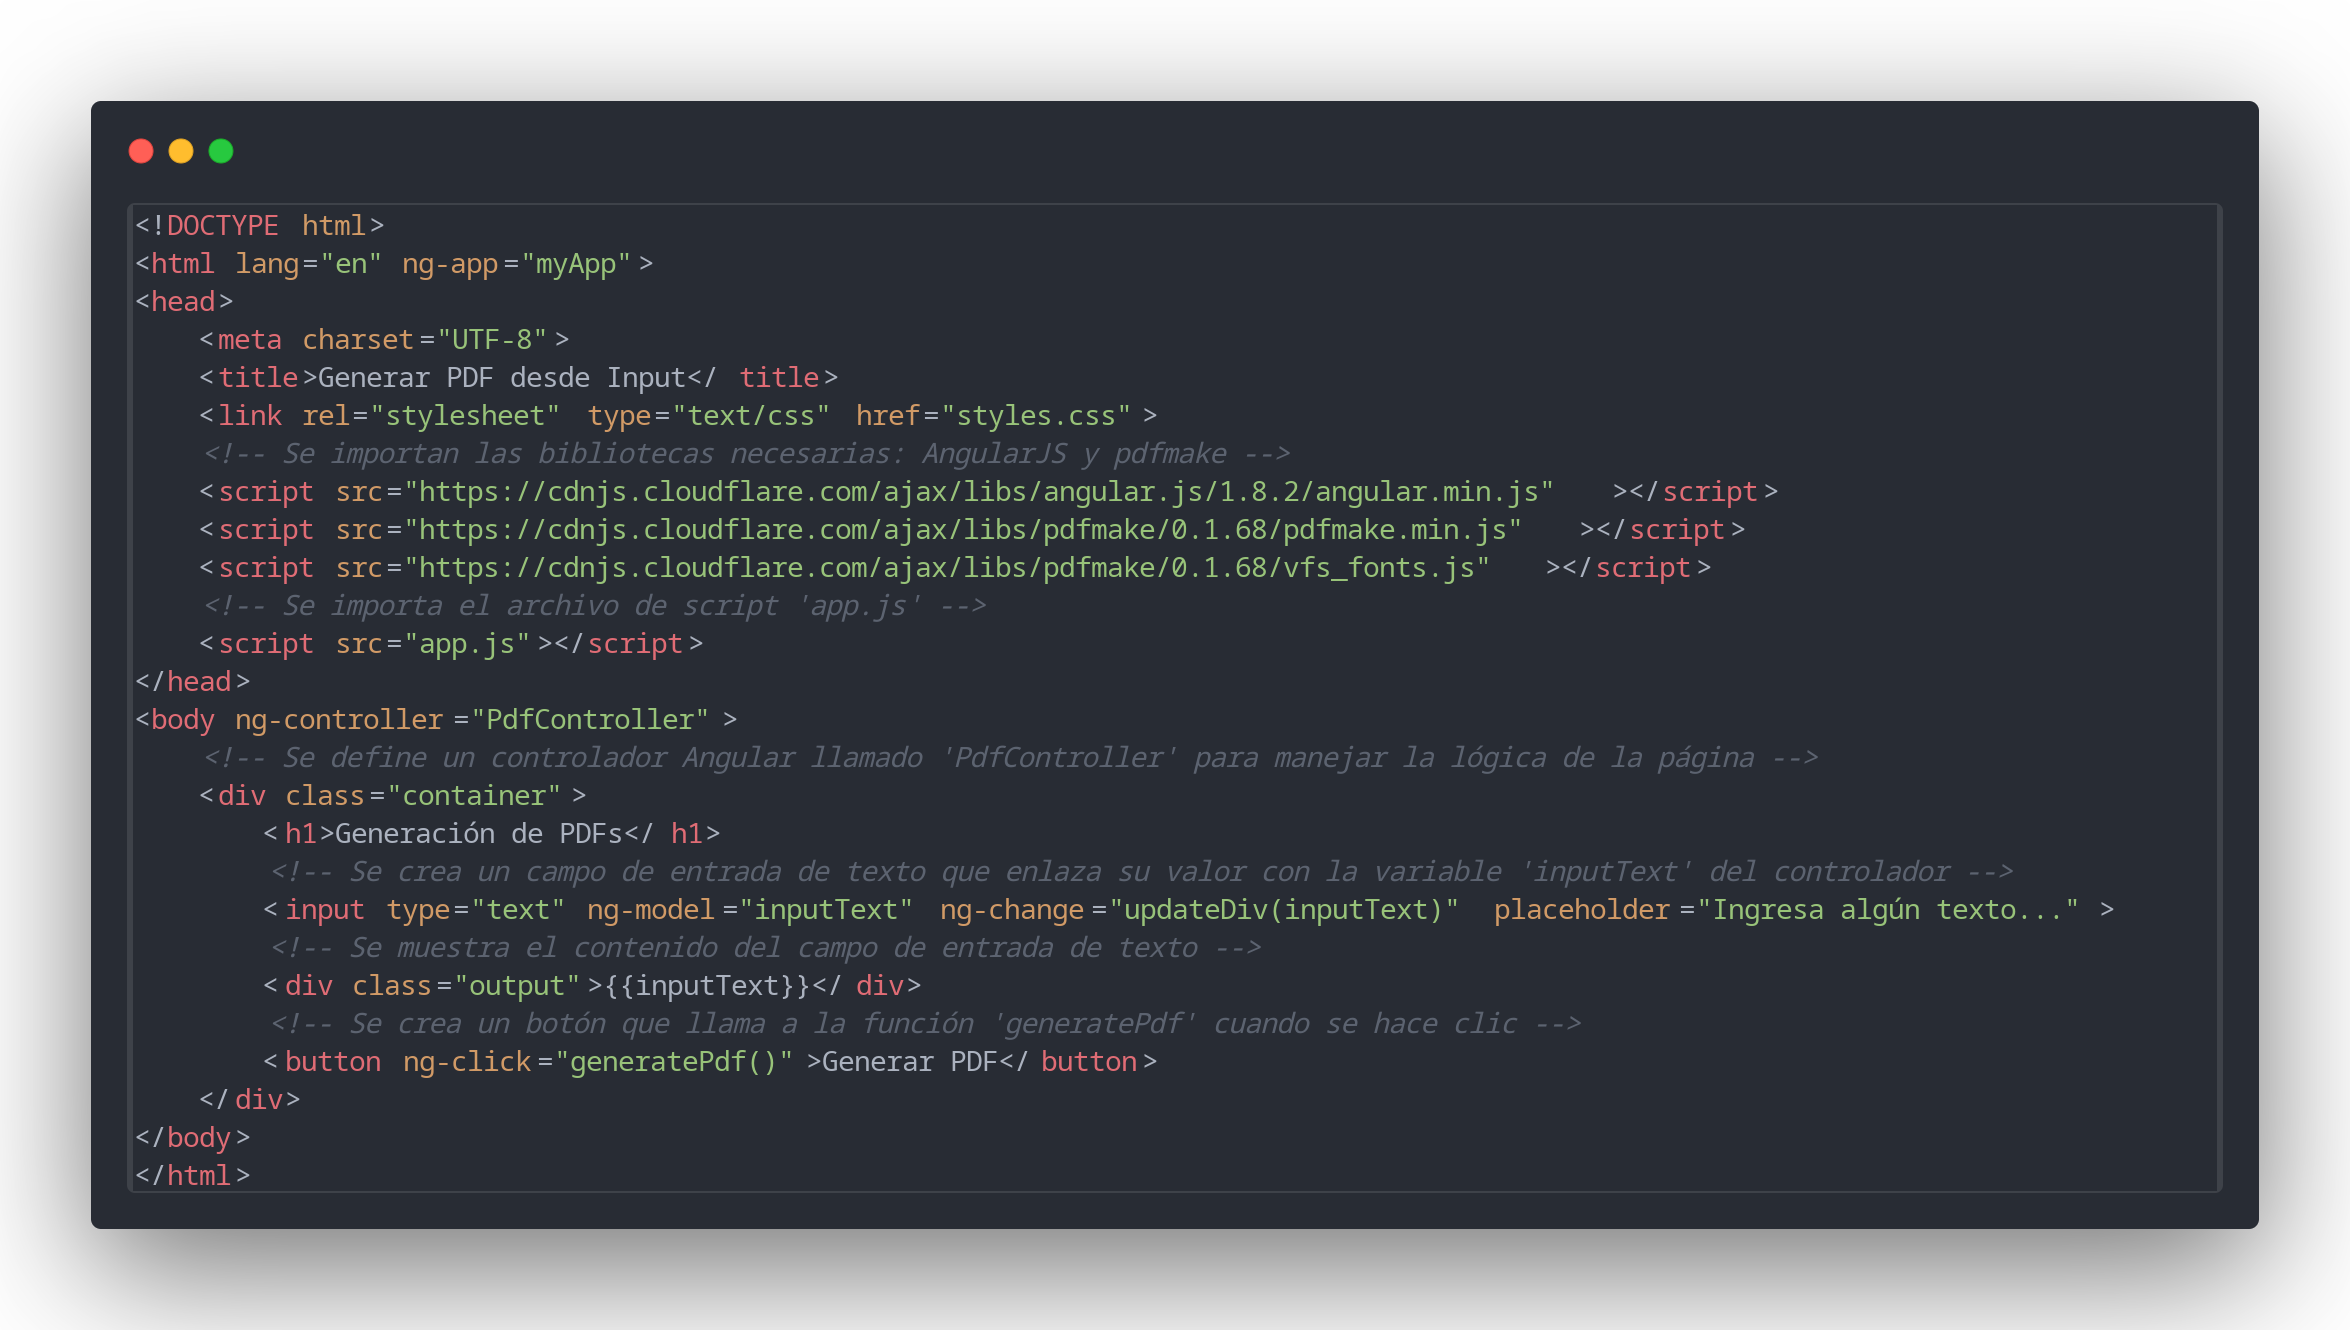 <!DOCTYPE html>
<html lang="en" ng-app="myApp">
<head>
    <meta charset="UTF-8">
    <title>Generar PDF desde Input</title>
    <link rel="stylesheet" type="text/css" href="styles.css">
    <!-- Se importan las bibliotecas necesarias: AngularJS y pdfmake -->
    <script src="https://cdnjs.cloudflare.com/ajax/libs/angular.js/1.8.2/angular.min.js"></script>
    <script src="https://cdnjs.cloudflare.com/ajax/libs/pdfmake/0.1.68/pdfmake.min.js"></script>
    <script src="https://cdnjs.cloudflare.com/ajax/libs/pdfmake/0.1.68/vfs_fonts.js"></script>
    <!-- Se importa el archivo de script 'app.js' -->
    <script src="app.js"></script>
</head>
<body ng-controller="PdfController">
    <!-- Se define un controlador Angular llamado 'PdfController' para manejar la lógica de la página -->
    <div class="container">
        <h1>Generación de PDFs</h1>
        <!-- Se crea un campo de entrada de texto que enlaza su valor con la variable 'inputText' del controlador -->
        <input type="text" ng-model="inputText" ng-change="updateDiv(inputText)" placeholder="Ingresa algún texto...">
        <!-- Se muestra el contenido del campo de entrada de texto -->
        <div class="output">{{inputText}}</div>
        <!-- Se crea un botón que llama a la función 'generatePdf' cuando se hace clic -->
        <button ng-click="generatePdf()">Generar PDF</button>
    </div>
</body>
</html>